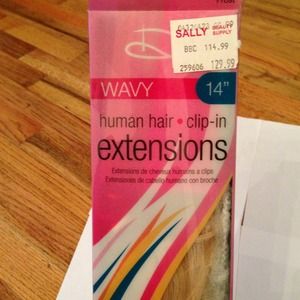 SALLY BEAUTY SUPPLY
BBC 114.99
259606 129.99
WAVY
14"
human hair • clip-in
extensions
Extensions de cheveux humains à clips
Extensiones de cabello humano con broche